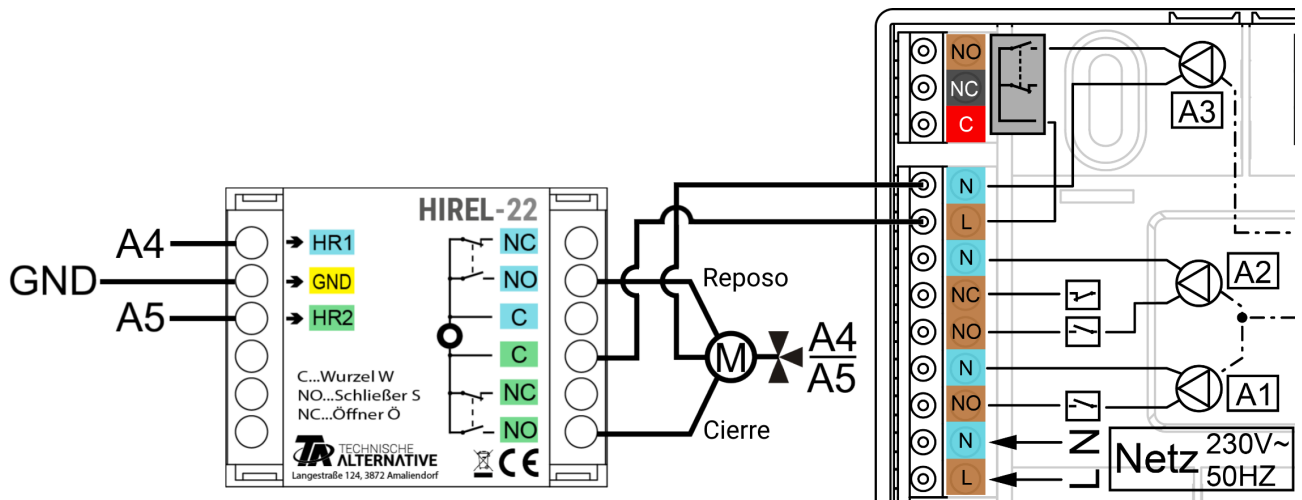 HIREL-22
A4
HR1
NC
GND
GND
NO
A5
HR2
C
C
NC
NO
C...Wurzel W
NO...Schließer S
NC...Öffner Ö
TA TECHNISCHE
ALTERNATIVE
Langestraße 124, 3872 Amaliendorf
CE
Reposo
M
A4
A5
Cierre
NO
NC
C
A3
N
L
N
NC
NO
A2
N
NO
A1
N
L
N
L
Netz 230V~
50HZ